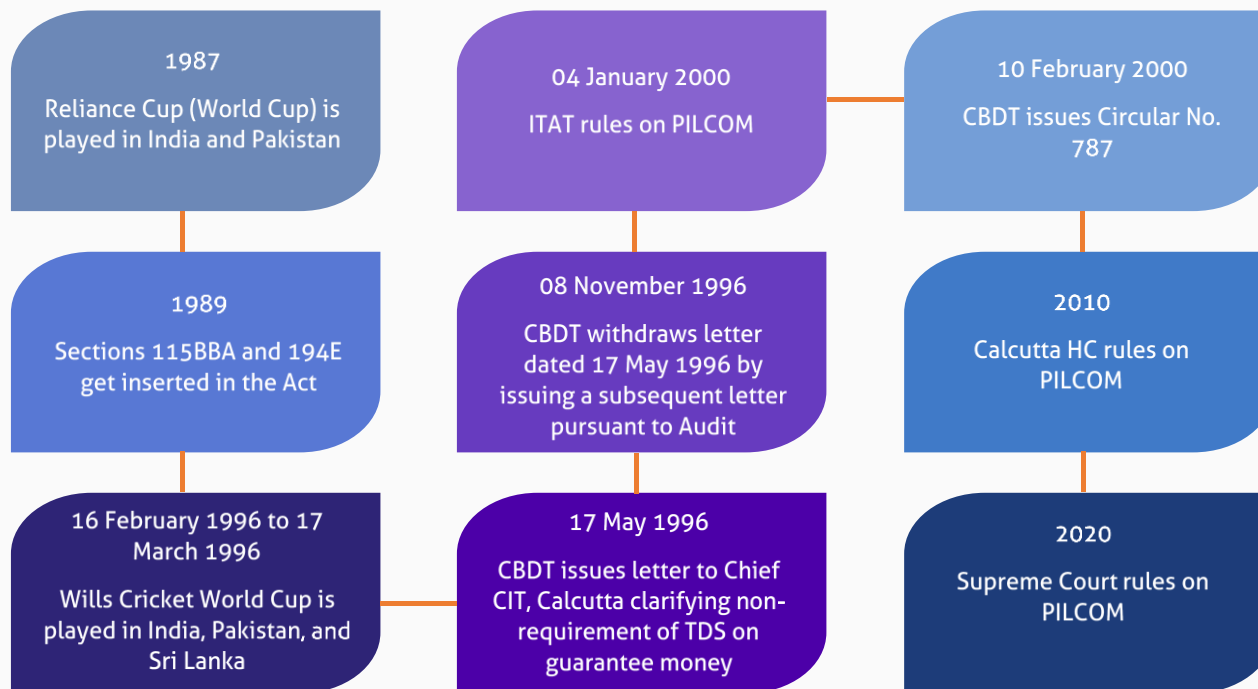 1987
Reliance Cup (World Cup) is
played in India and Pakistan
1989
Sections 115BBA and 194E
get inserted in the Act
16 February 1996 to 17
March 1996
Wills Cricket World Cup is
played in India, Pakistan, and
Sri Lanka
17 May 1996
CBDT issues letter to Chief
CIT, Calcutta clarifying non-
requirement of TDS on
guarantee money
08 November 1996
CBDT withdraws letter
dated 17 May 1996 by
issuing a subsequent letter
pursuant to Audit
04 January 2000
ITAT rules on PILCOM
10 February 2000
CBDT issues Circular No.
787
2010
Calcutta HC rules on
PILCOM
2020
Supreme Court rules on
PILCOM